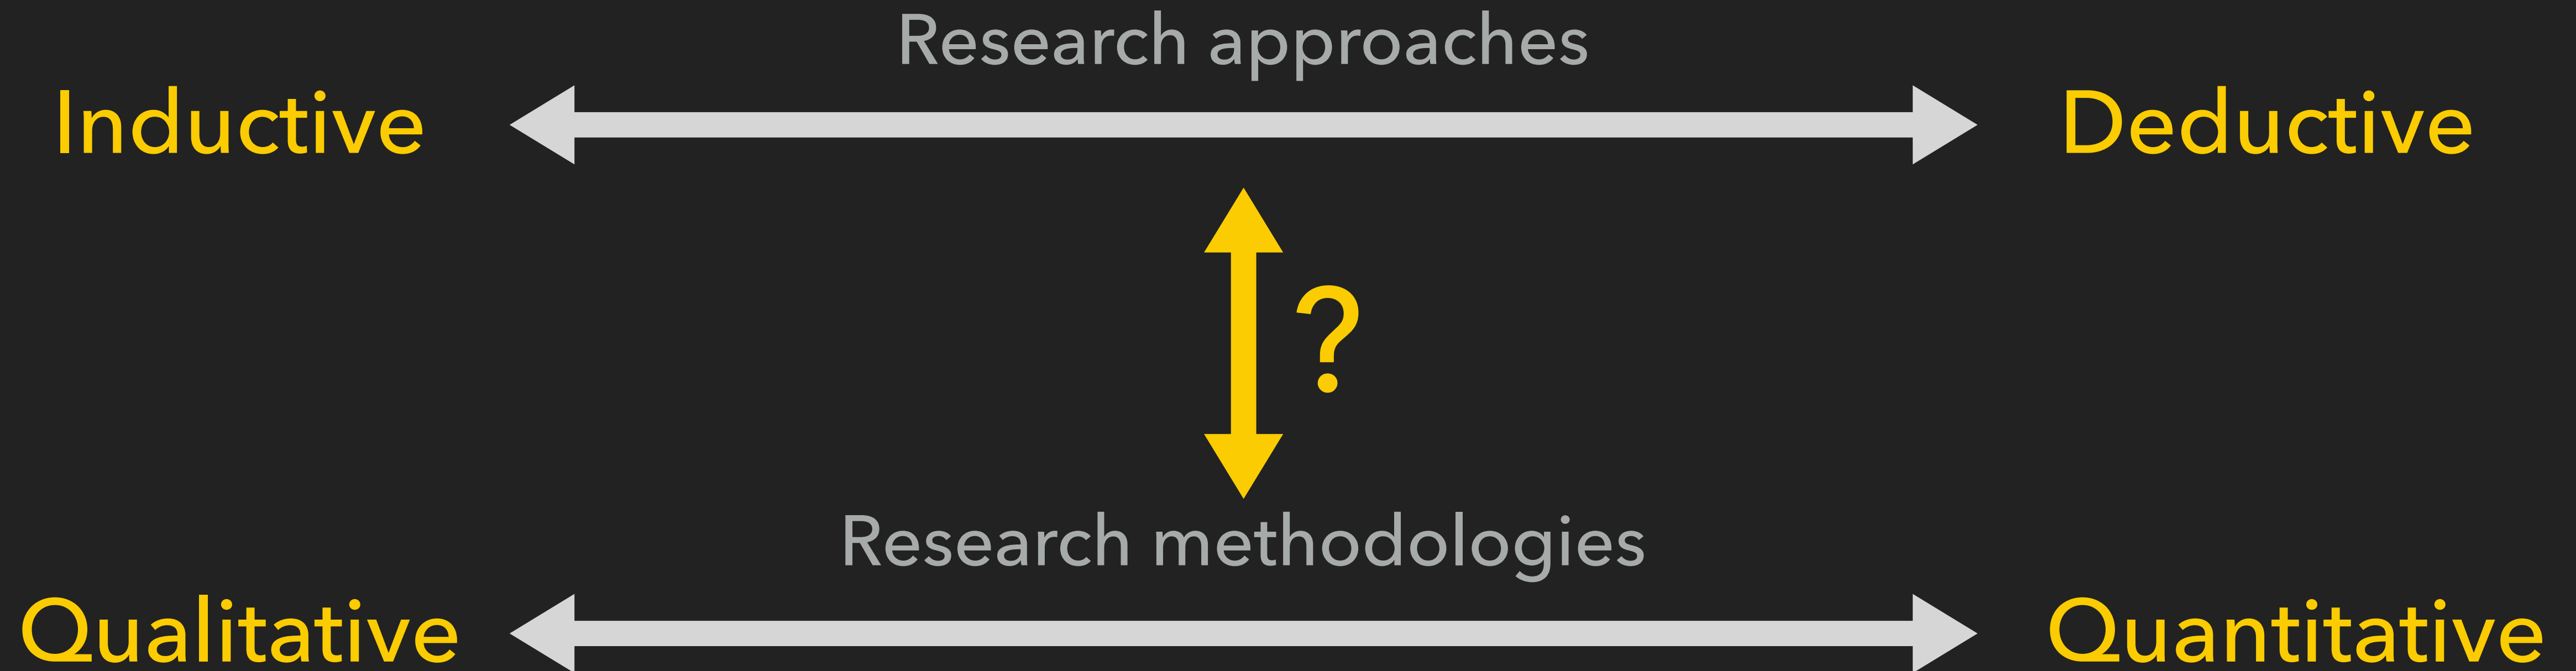 Research approaches
Inductive
Deductive
?
Research methodologies
Qualitative
Quantitative